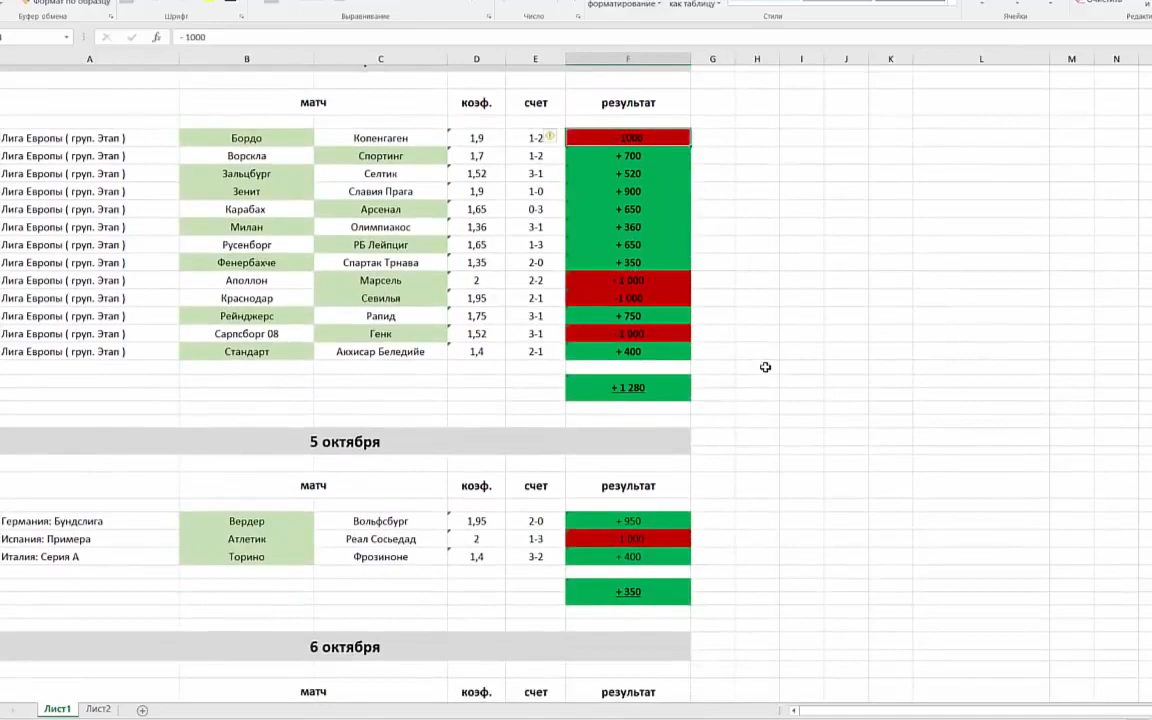 Формат по образцу
форматирование как таблицу
Буфер обмена Шрифт Выравнивание Число Стили Ячейки
fx - 1000
A B C D E F G H I J K L M N
матч коэф. счет результат
Лига Европы ( груп. Этап ) Бордо Копенгаген 1,9 1-2 - 1000
Лига Европы ( груп. Этап ) Ворскла Спортинг 1,7 1-2 + 700
Лига Европы ( груп. Этап ) Зальцбург Селтик 1,52 3-1 + 520
Лига Европы ( груп. Этап ) Зенит Славия Прага 1,9 1-0 + 900
Лига Европы ( груп. Этап ) Карабах Арсенал 1,65 0-3 + 650
Лига Европы ( груп. Этап ) Милан Олимпиакос 1,36 3-1 + 360
Лига Европы ( груп. Этап ) Русенборг РБ Лейпциг 1,65 1-3 + 650
Лига Европы ( груп. Этап ) Фенербахче Спартак Трнава 1,35 2-0 + 350
Лига Европы ( груп. Этап ) Аполлон Марсель 2 2-2 - 1 000
Лига Европы ( груп. Этап ) Краснодар Севилья 1,95 2-1 -1 000
Лига Европы ( груп. Этап ) Рейнджерс Рапид 1,75 3-1 + 750
Лига Европы ( груп. Этап ) Сарпсборг 08 Генк 1,52 3-1 - 1 000
Лига Европы ( груп. Этап ) Стандарт Акхисар Беледийе 1,4 2-1 + 400
+ 1 280
5 октября
матч коэф. счет результат
Германия: Бундслига Вердер Вольфсбург 1,95 2-0 + 950
Испания: Примера Атлетик Реал Сосьедад 2 1-3 - 1 000
Италия: Серия А Торино Фрозиноне 1,4 3-2 + 400
+ 350
6 октября
матч коэф. счет результат
Лист1 Лист2